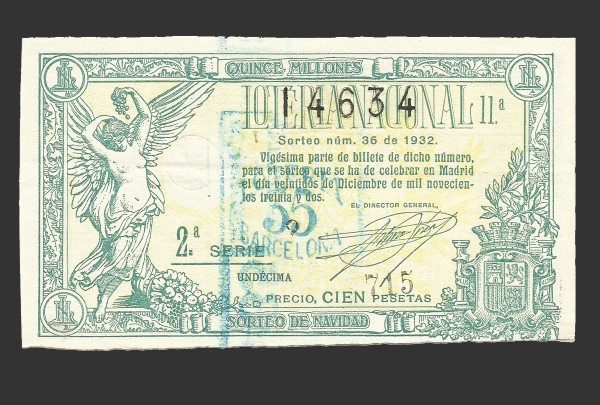 QUINCE MILLONES
LOTERIA NACIONAL 11.ª
14634
Sorteo núm. 36 de 1932.
Vigésima parte de billete de dicho número,
para el sorteo que se ha de celebrar en Madrid
el día veintidos de Diciembre de mil novecien-
tos treinta y dos.
EL DIRECTOR GENERAL,
35
BARCELONA
2.ª SERIE
UNDÉCIMA
715
PRECIO, CIEN PESETAS
SORTEO DE NAVIDAD